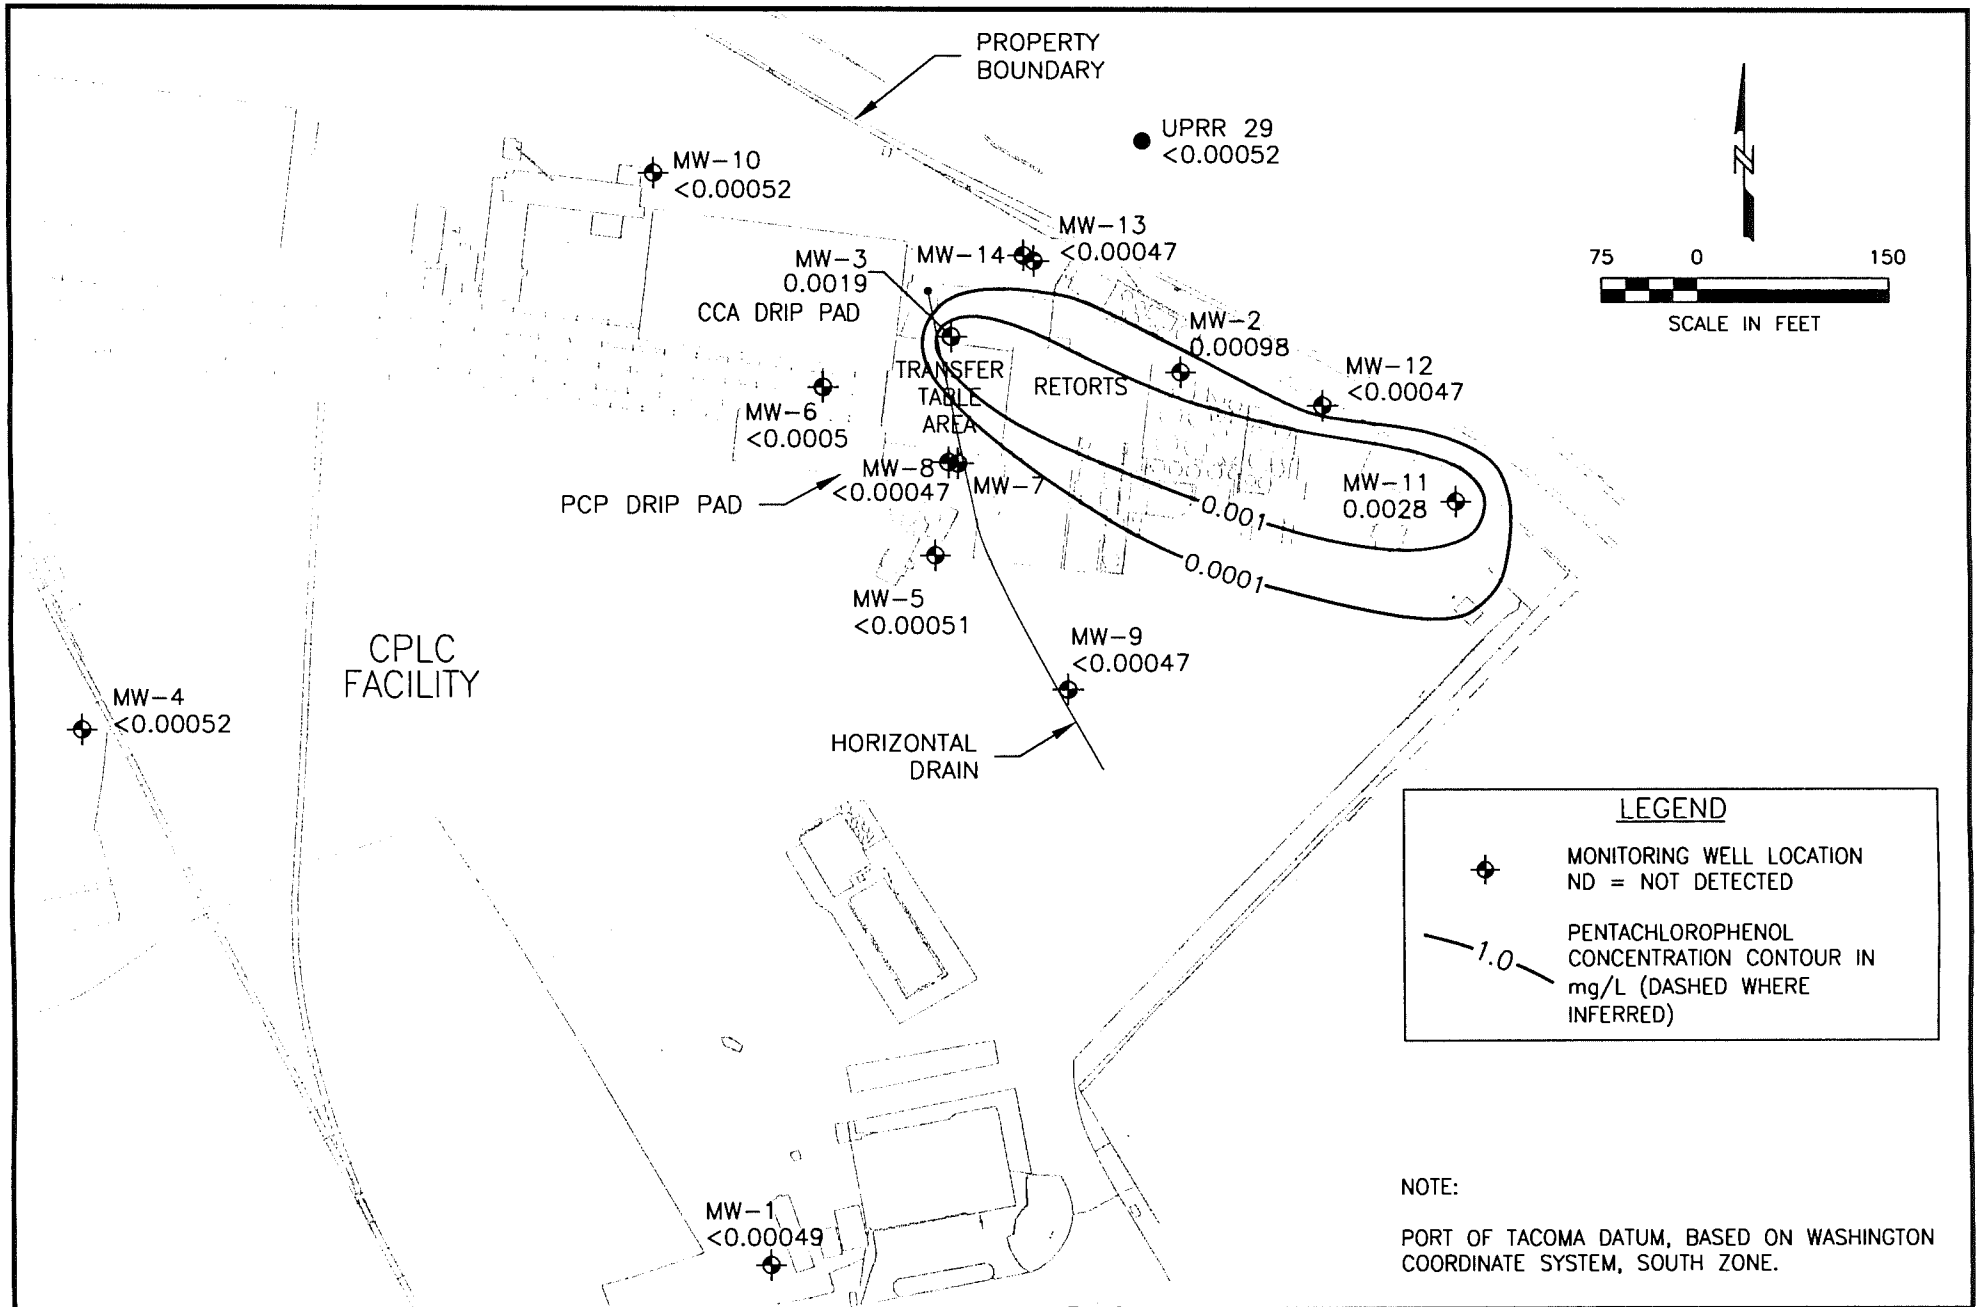 PROPERTY
BOUNDARY
UPRR 29
<0.00052
N
75 0 150
SCALE IN FEET
MW-10
<0.00052
MW-13
<0.00047
MW-14
MW-3
0.0019
CCA DRIP PAD
MW-2
0.00098
MW-12
<0.00047
TRANSFER
TABLE
AREA
RETORTS
MW-6
<0.0005
MW-8
<0.00047
MW-7
PCP DRIP PAD
MW-11
0.0028
0.001
0.0001
MW-5
<0.00051
MW-9
<0.00047
CPLC
FACILITY
MW-4
<0.00052
HORIZONTAL
DRAIN
LEGEND
MONITORING WELL LOCATION
ND = NOT DETECTED
1.0
PENTACHLOROPHENOL
CONCENTRATION CONTOUR IN
mg/L (DASHED WHERE
INFERRED)
MW-1
<0.00049
NOTE:
PORT OF TACOMA DATUM, BASED ON WASHINGTON
COORDINATE SYSTEM, SOUTH ZONE.